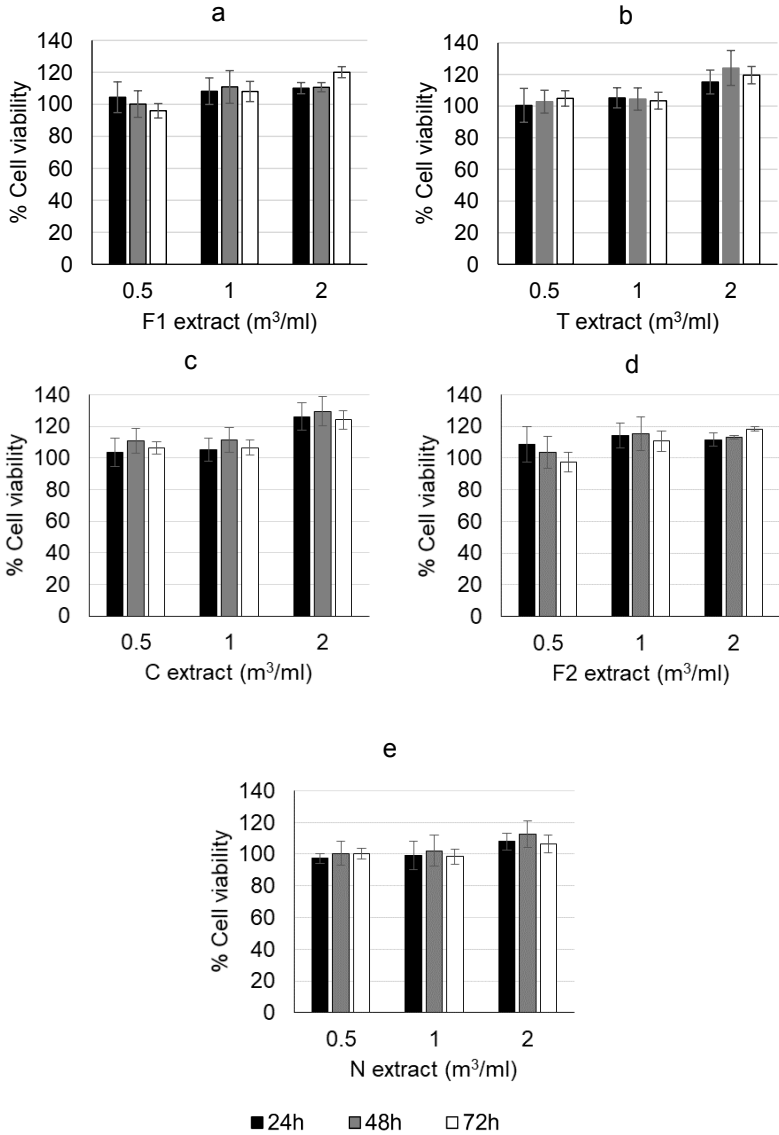 a
% Cell viability
140
120
100
80
60
40
20
0
0.5 1 2
F1 extract (m³/ml)
b
% Cell viability
140
120
100
80
60
40
20
0
0.5 1 2
T extract (m³/ml)
c
% Cell viability
140
120
100
80
60
40
20
0
0.5 1 2
C extract (m³/ml)
d
% Cell viability
140
120
100
80
60
40
20
0
0.5 1 2
F2 extract (m³/ml)
e
% Cell viability
140
120
100
80
60
40
20
0
0.5 1 2
N extract (m³/ml)
24h 48h 72h